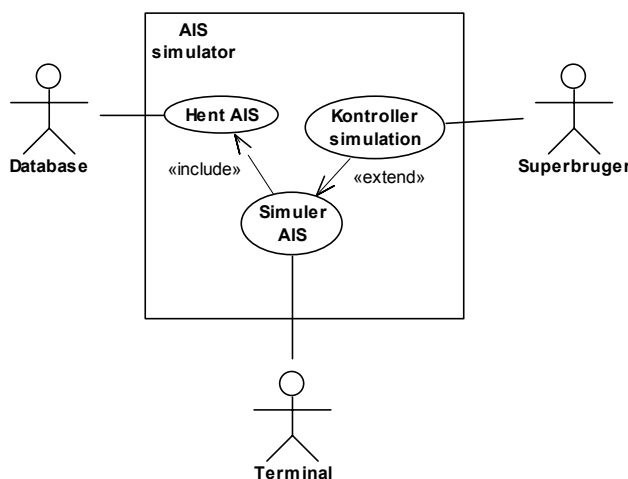 AIS
simulator
Hent AIS
Kontroller
simulation
Database
«include»
«extend»
Superbruger
Simuler
AIS
Terminal